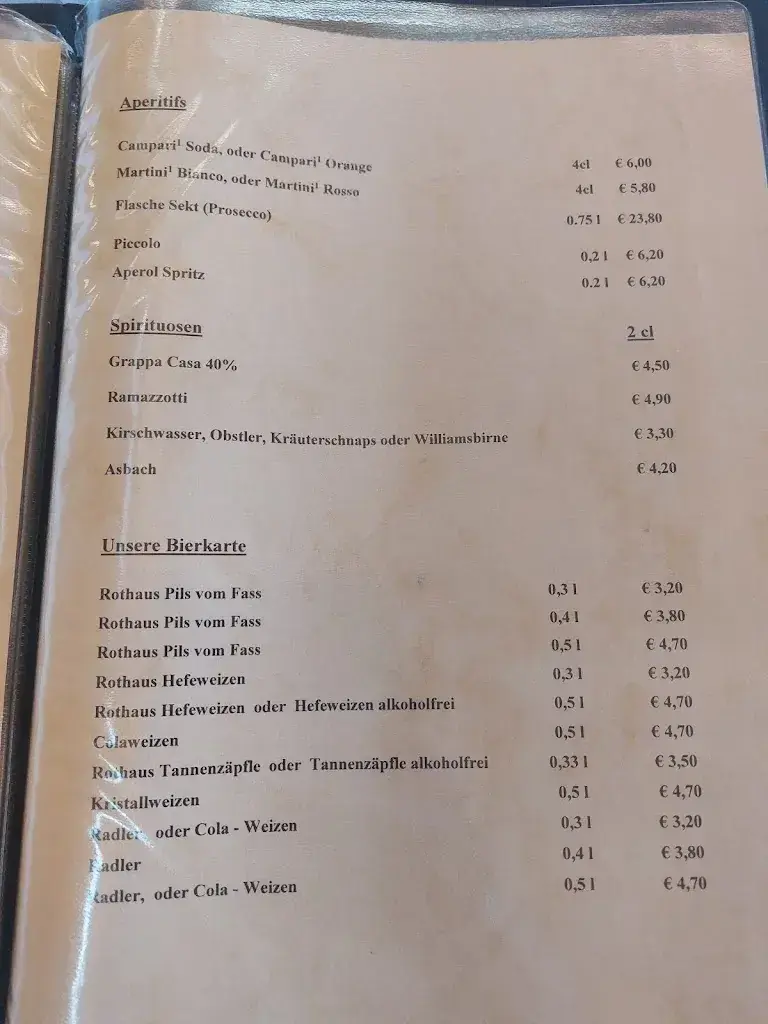 Aperitifs
Campari¹ Soda, oder Campari¹ Orange 4cl € 6,00
Martini¹ Bianco, oder Martini¹ Rosso 4cl € 5,80
Flasche Sekt (Prosecco) 0.75 l € 23,80
Piccolo 0,2 l € 6,20
Aperol Spritz 0.2 l € 6,20
Spirituosen 2 cl
Grappa Casa 40% € 4,50
Ramazzotti € 4,90
Kirschwasser, Obstler, Kräuterschnaps oder Williamsbirne € 3,30
Asbach € 4,20
Unsere Bierkarte
Rothaus Pils vom Fass 0,3 l € 3,20
Rothaus Pils vom Fass 0,4 l € 3,80
Rothaus Pils vom Fass 0,5 l € 4,70
Rothaus Hefeweizen 0,3 l € 3,20
Rothaus Hefeweizen oder Hefeweizen alkoholfrei 0,5 l € 4,70
Colaweizen 0,5 l € 4,70
Rothaus Tannenzäpfle oder Tannenzäpfle alkoholfrei 0,33 l € 3,50
Kristallweizen 0,5 l € 4,70
Radler, oder Cola - Weizen 0,3 l € 3,20
Radler 0,4 l € 3,80
Radler, oder Cola - Weizen 0,5 l € 4,70